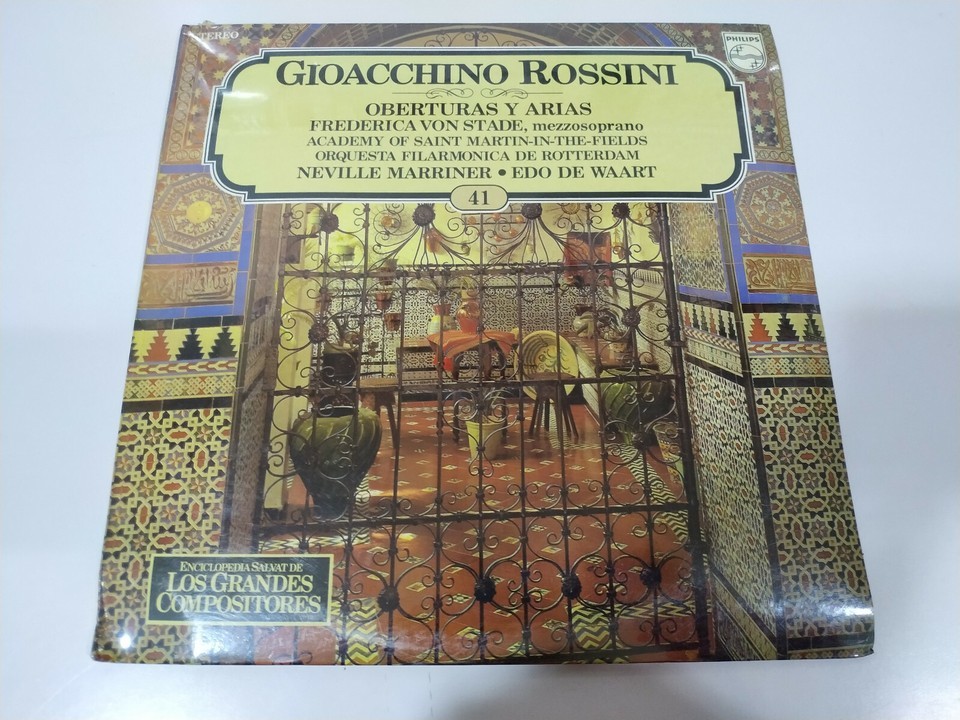 STEREO
PHILIPS
GIOACCHINO ROSSINI
OBERTURAS Y ARIAS
FREDERICA VON STADE, mezzosoprano
ACADEMY OF SAINT MARTIN-IN-THE-FIELDS
ORQUESTA FILARMONICA DE ROTTERDAM
NEVILLE MARRINER • EDO DE WAART
41
ENCICLOPEDIA SALVAT DE
LOS GRANDES
COMPOSITORES